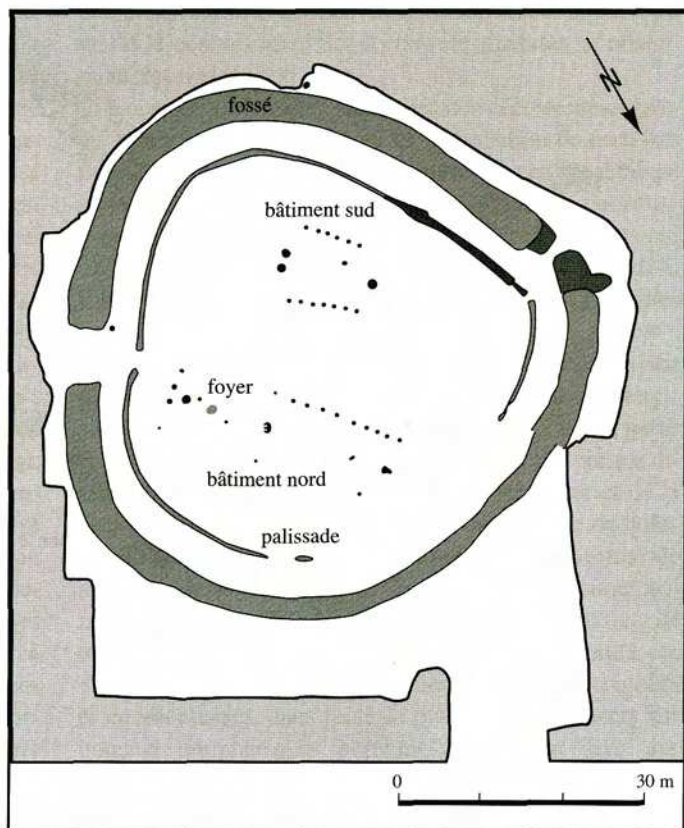 N
fossé
bâtiment sud
foyer
bâtiment nord
palissade
0 30 m